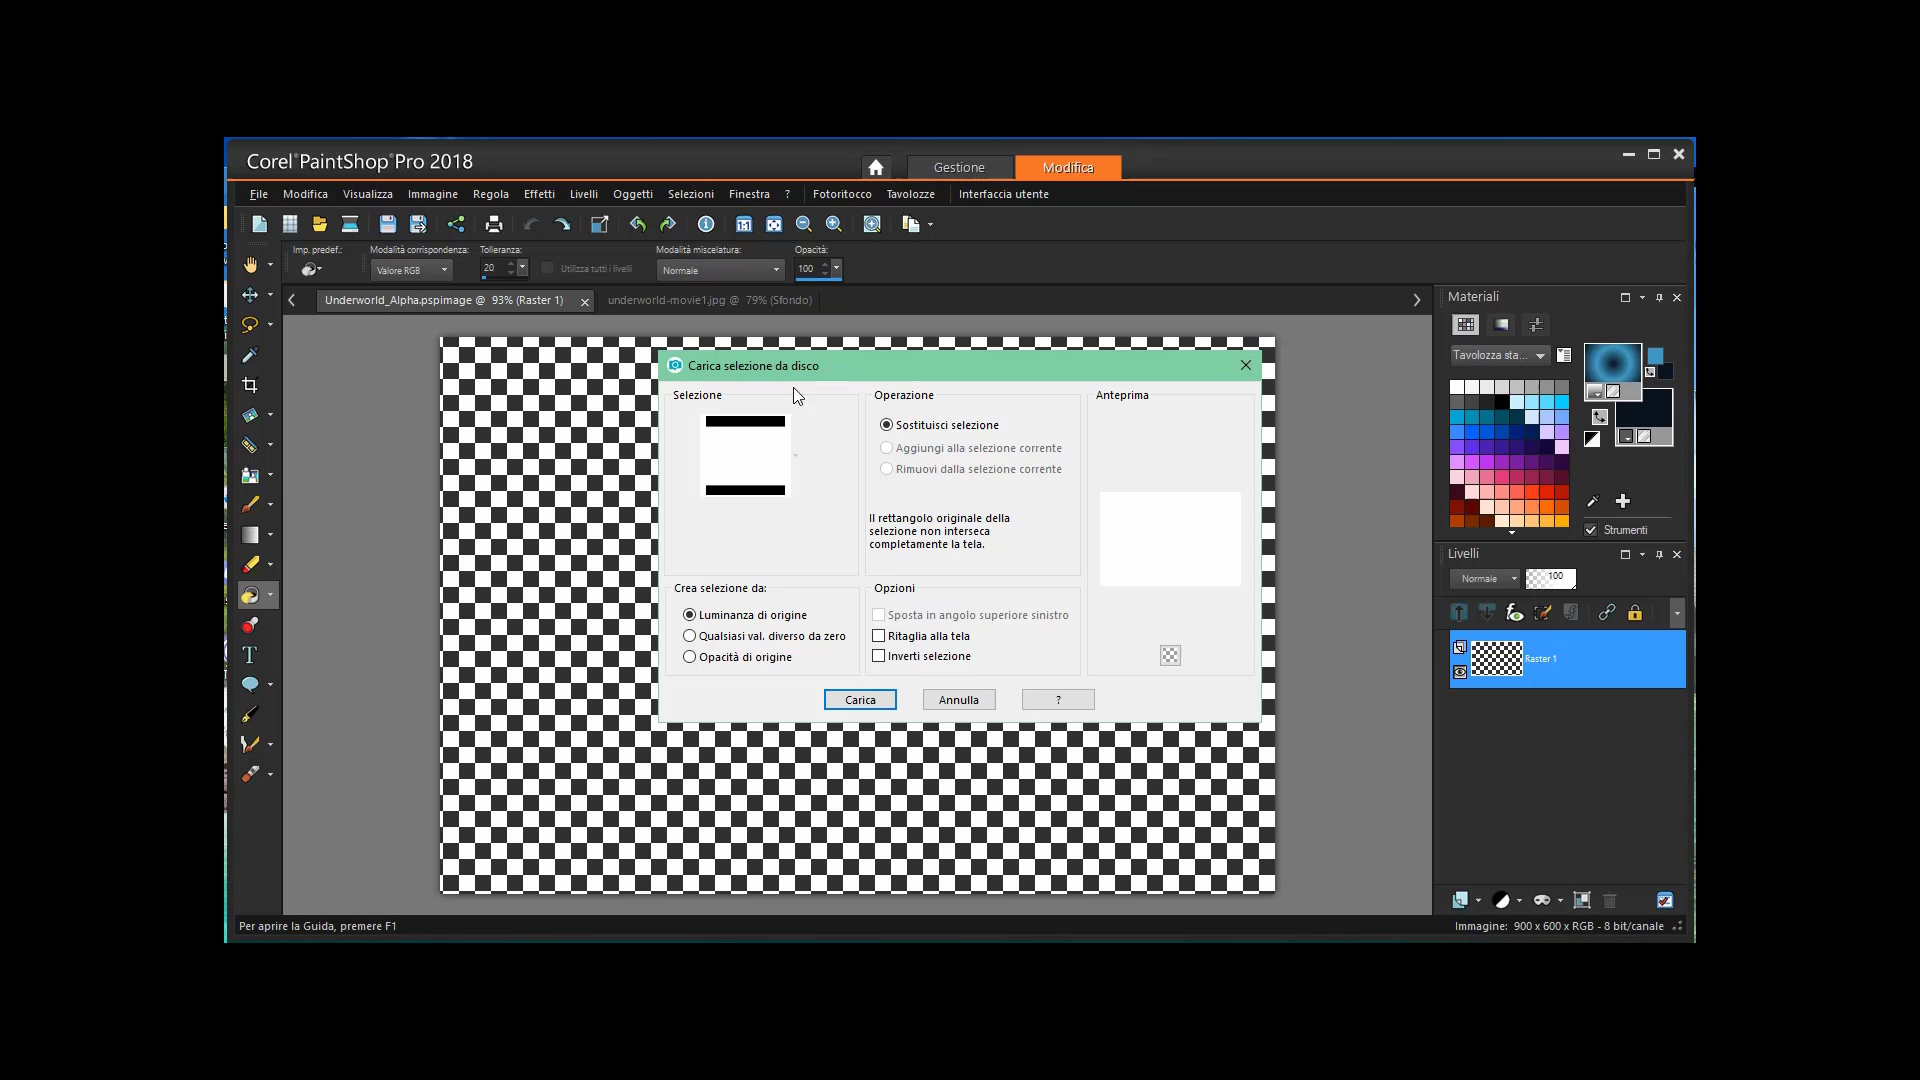 Corel®PaintShop®Pro 2018
Gestione
Modifica
File Modifica Visualizza Immagine Regola Effetti Livelli Oggetti Selezioni Finestra ? Fotoritocco Tavolozze Interfaccia utente
Imp. predef.: Modalità corrispondenza: Tolleranza: Modalità miscelatura: Opacità:
Valore RGB 20 Utilizza tutti i livelli Normale 100
Underworld_Alpha.pspimage @ 93% (Raster 1)
underworld-movie1.jpg @ 79% (Sfondo)
Materiali
Tavolozza sta...
Strumenti
Carica selezione da disco
Selezione
Operazione
Sostituisci selezione
Aggiungi alla selezione corrente
Rimuovi dalla selezione corrente
Il rettangolo originale della
selezione non interseca
completamente la tela.
Anteprima
Crea selezione da:
Luminanza di origine
Qualsiasi val. diverso da zero
Opacità di origine
Opzioni
Sposta in angolo superiore sinistro
Ritaglia alla tela
Inverti selezione
Carica
Annulla
?
Livelli
Normale 100
Raster 1
Per aprire la Guida, premere F1
Immagine: 900 x 600 x RGB - 8 bit/canale